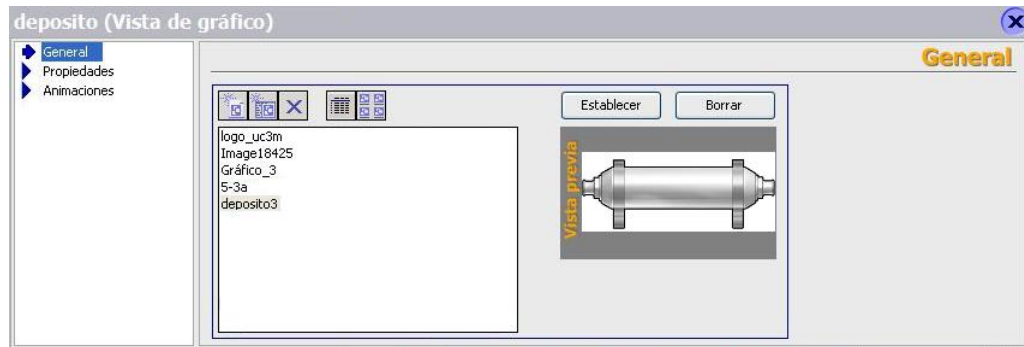 deposito (Vista de gráfico)
General
Propiedades
Animaciones
General
Establecer
Borrar
logo_uc3m
Image18425
Gráfico_3
5-3a
deposito3
Vista previa